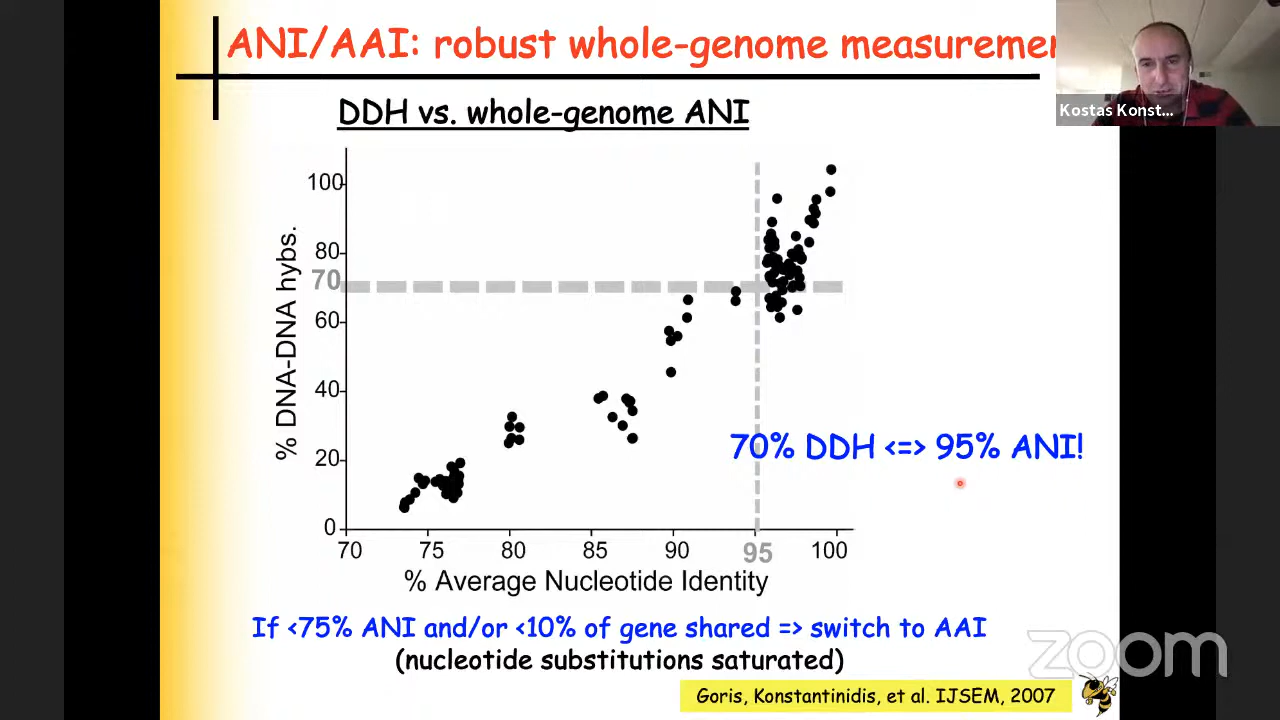 ANI/AAI: robust whole-genome measuremen
Kostas Konst...
DDH vs. whole-genome ANI
% DNA-DNA hybs.
100
80
70
60
40
20
0
70% DDH <=> 95% ANI!
70 75 80 85 90 95 100
% Average Nucleotide Identity
If <75% ANI and/or <10% of gene shared => switch to AAI
(nucleotide substitutions saturated)
zoom
Goris, Konstantinidis, et al. IJSEM, 2007